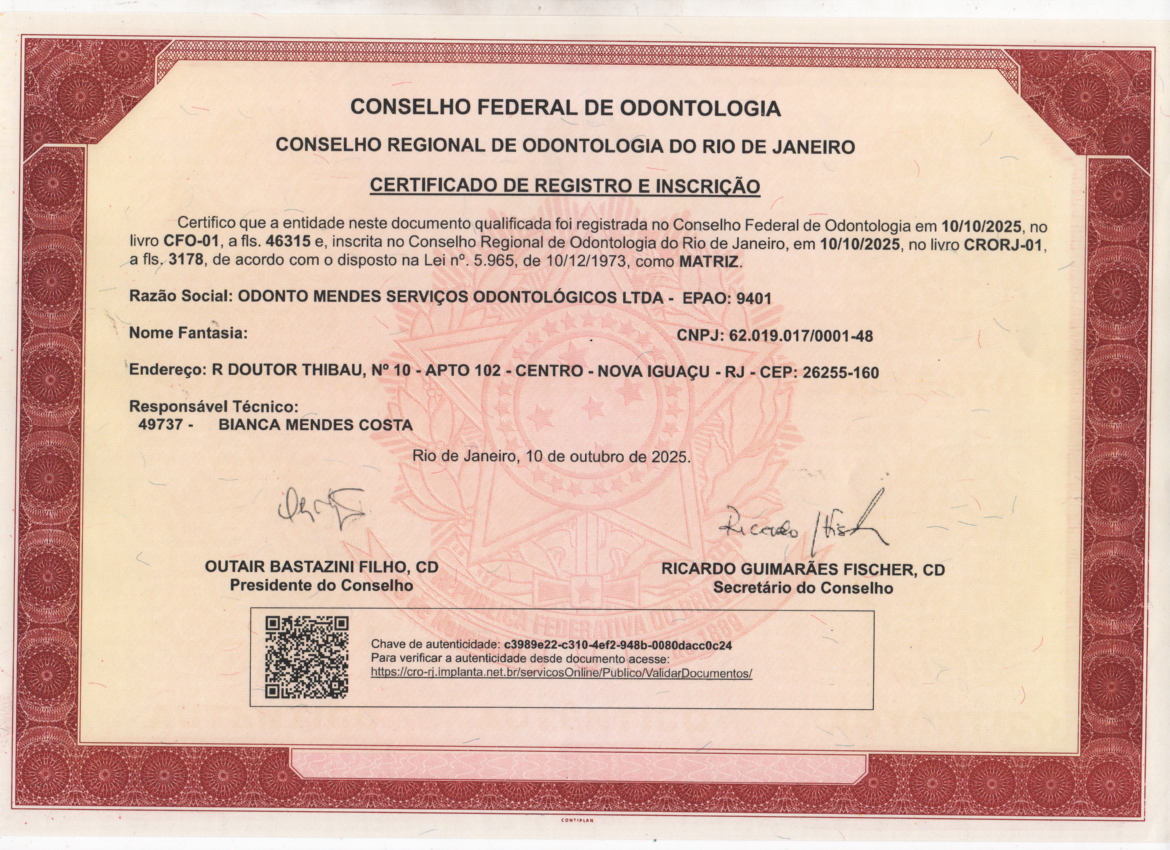 CONSELHO FEDERAL DE ODONTOLOGIA
CONSELHO REGIONAL DE ODONTOLOGIA DO RIO DE JANEIRO
CERTIFICADO DE REGISTRO E INSCRIÇÃO
Certifico que a entidade neste documento qualificada foi registrada no Conselho Federal de Odontologia em 10/10/2025, no
livro CFO-01, a fls. 46315 e, inscrita no Conselho Regional de Odontologia do Rio de Janeiro, em 10/10/2025, no livro CRORJ-01,
a fls. 3178, de acordo com o disposto na Lei nº. 5.965, de 10/12/1973, como MATRIZ.
Razão Social: ODONTO MENDES SERVIÇOS ODONTOLÓGICOS LTDA - EPAO: 9401
Nome Fantasia: CNPJ: 62.019.017/0001-48
Endereço: R DOUTOR THIBAU, Nº 10 - APTO 102 - CENTRO - NOVA IGUAÇU - RJ - CEP: 26255-160
Responsável Técnico:
49737 - BIANCA MENDES COSTA
Rio de Janeiro, 10 de outubro de 2025.
Ricardo Fisch
OUTAIR BASTAZINI FILHO, CD RICARDO GUIMARÃES FISCHER, CD
Presidente do Conselho Secretário do Conselho
Chave de autenticidade: c3989e22-c310-4ef2-948b-0080dacc0c24
Para verificar a autenticidade desde documento acesse:
https://cro-rj.implanta.net.br/servicosOnline/Publico/ValidarDocumentos/
CONTIPLAN